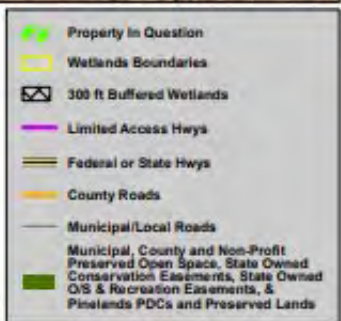 Property In Question
Wetlands Boundaries
300 ft Buffered Wetlands
Limited Access Hwys
Federal or State Hwys
County Roads
Municipal/Local Roads
Municipal, County and Non-Profit
Preserved Open Space, State Owned
Conservation Easements, State Owned
O/S & Recreation Easements, &
Pinelands PDCs and Preserved Lands